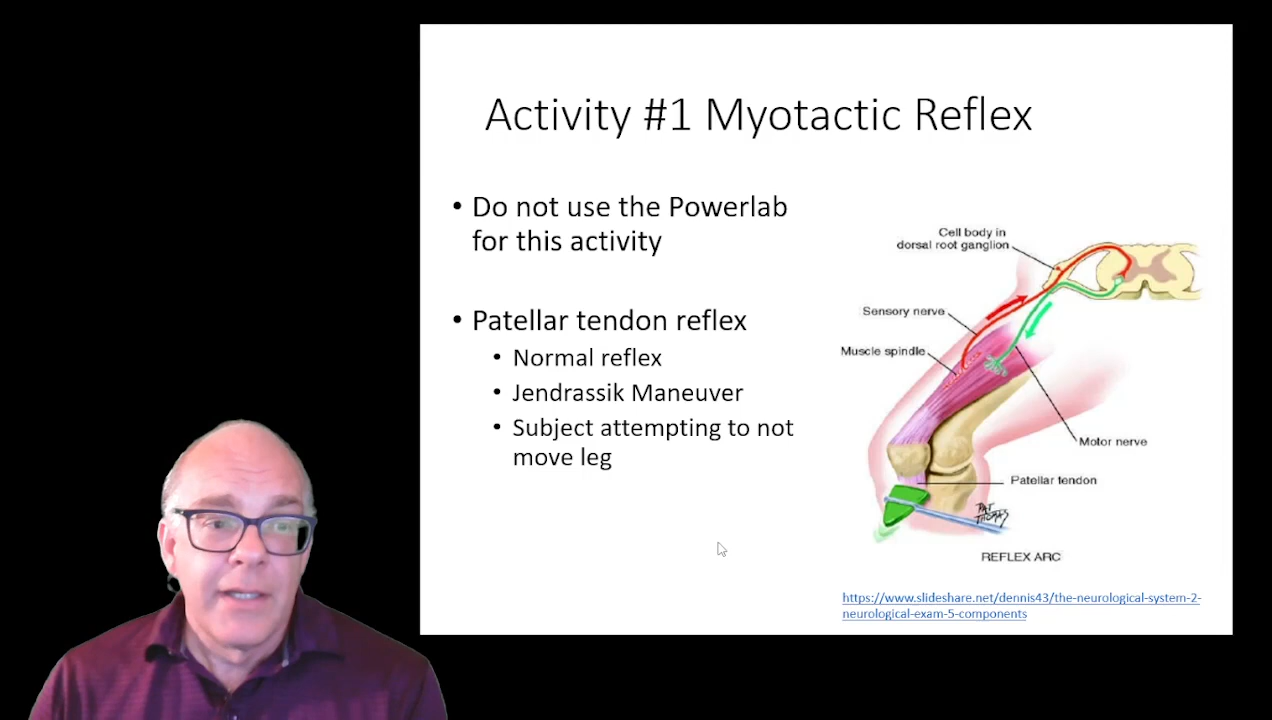 Activity #1 Myotactic Reflex
• Do not use the Powerlab
for this activity
• Patellar tendon reflex
• Normal reflex
• Jendrassik Maneuver
• Subject attempting to not
move leg
Cell body in
dorsal root ganglion
Sensory nerve
Muscle spindle
Motor nerve
Patellar tendon
PAT
THOMAS
REFLEX ARC
https://www.slideshare.net/dennis43/the-neurological-system-2-
neurological-exam-5-components